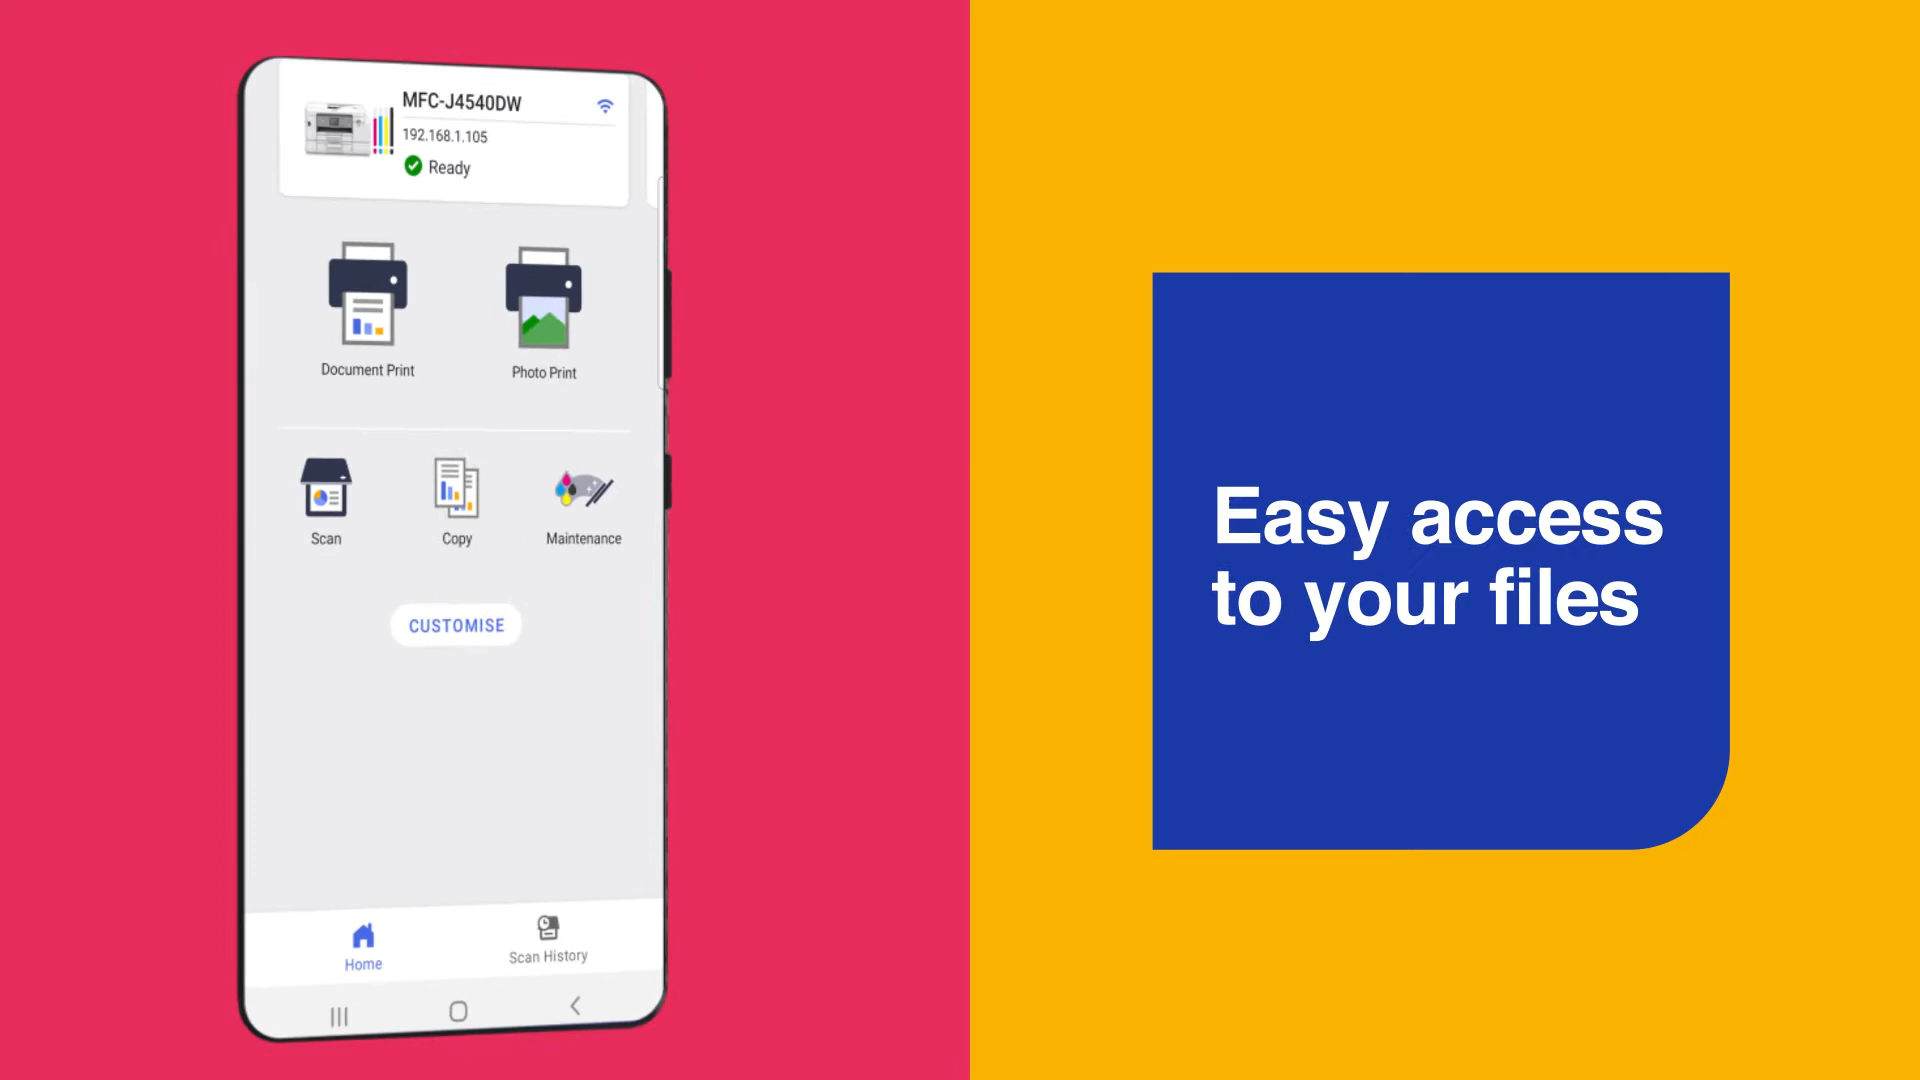 MFC-J4540DW
192.168.1.105
Ready
Document Print
Photo Print
Scan
Copy
Maintenance
CUSTOMISE
Home
Scan History
Easy access
to your files